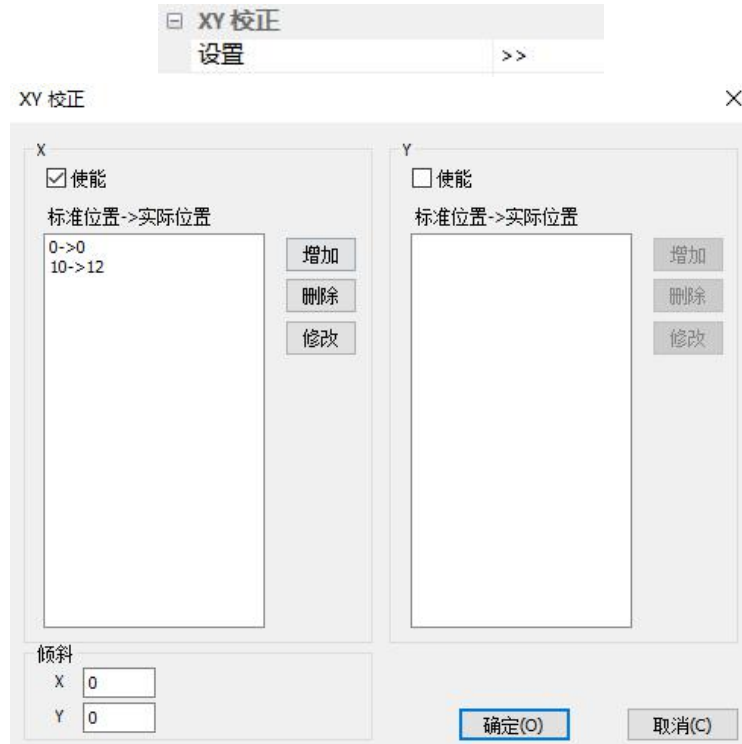 XY 校正
设置 >>
XY 校正
X
使能
标准位置->实际位置
0->0
10->12
增加
删除
修改
Y
使能
标准位置->实际位置
增加
删除
修改
倾斜
X 0
Y 0
确定(O) 取消(C)